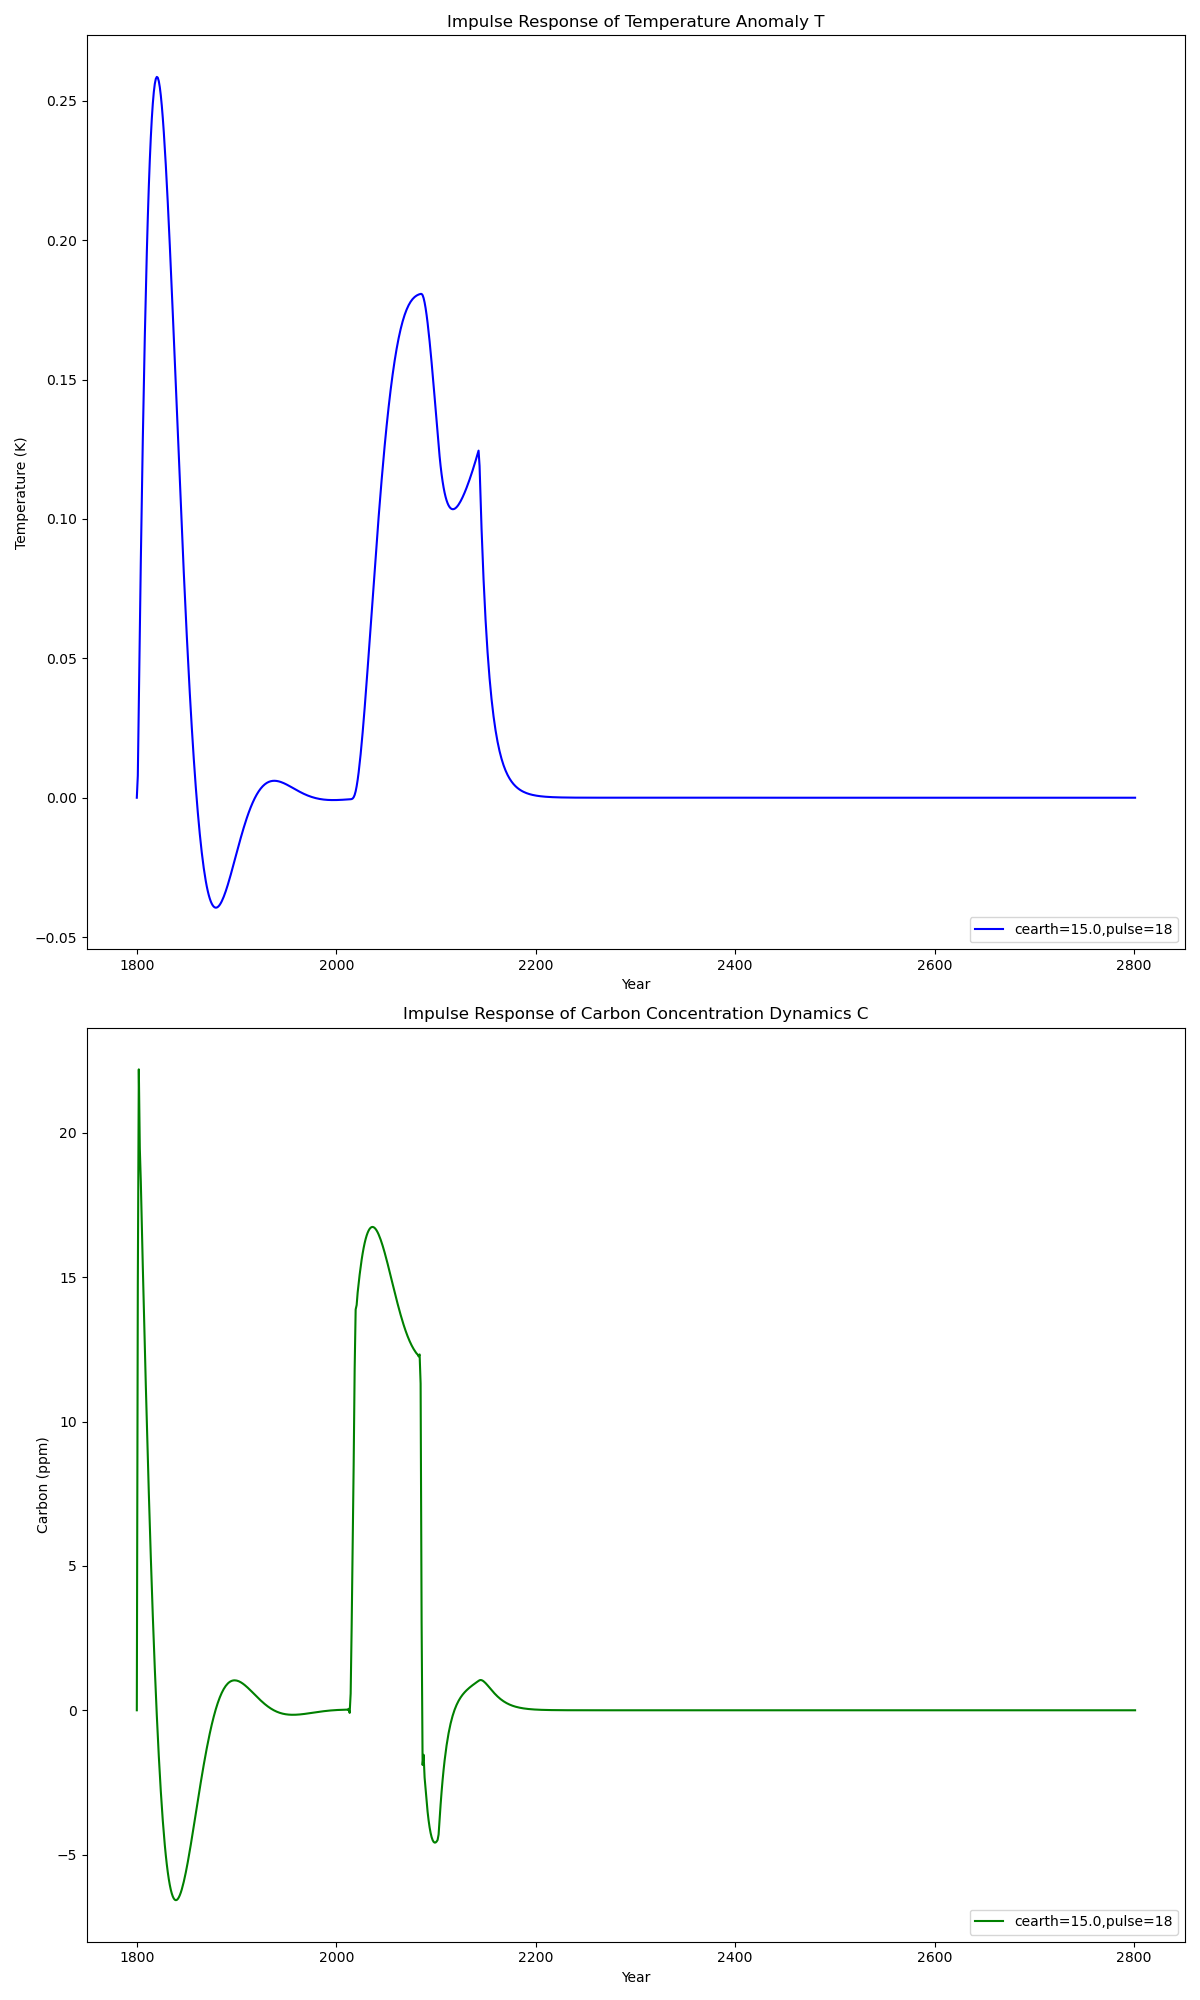 Impulse Response of Temperature Anomaly T
Temperature (K)
0.25
0.20
0.15
0.10
0.05
0.00
−0.05
1800 2000 2200 2400 2600 2800
Year
cearth=15.0,pulse=18
Impulse Response of Carbon Concentration Dynamics C
Carbon (ppm)
20
15
10
5
0
−5
1800 2000 2200 2400 2600 2800
Year
cearth=15.0,pulse=18